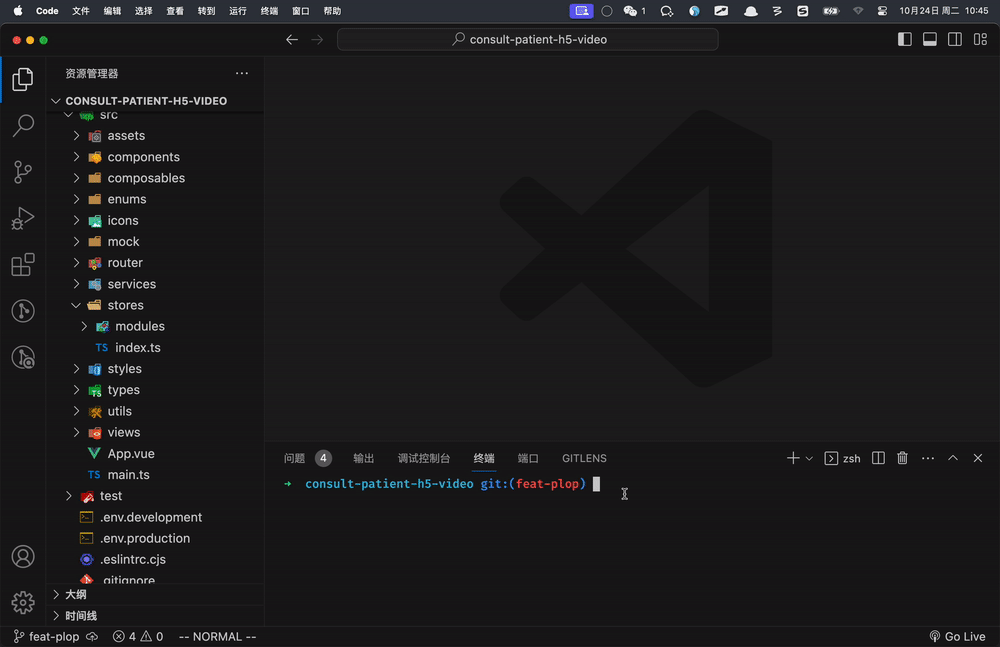 Code 文件 编辑 选择 查看 转到 运行 终端 窗口 帮助 1 10月24日 周二 10:45
consult-patient-h5-video
资源管理器 ···
CONSULT-PATIENT-H5-VIDEO
src
assets
components
composables
enums
icons
mock
router
services
stores
modules
TS index.ts
styles
types
utils
views
App.vue
TS main.ts
test
.env.development
.env.production
.eslintrc.cjs
.gitignore
大纲
时间线
问题 4 输出 调试控制台 终端 端口 GITLENS zsh ···
→ consult-patient-h5-video git:(feat-plop)
feat-plop 4 0 -- NORMAL -- Go Live